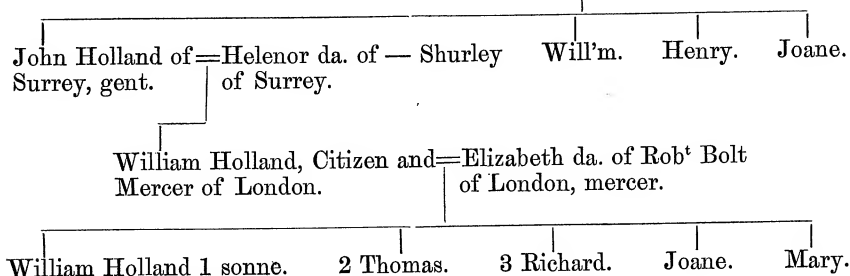 John Holland of=Helenor da. of — Shurley Will'm. Henry. Joane.
Surrey, gent. of Surrey.
William Holland, Citizen and=Elizabeth da. of Robᵗ Bolt
Mercer of London. of London, mercer.
William Holland 1 sonne. 2 Thomas. 3 Richard. Joane. Mary.